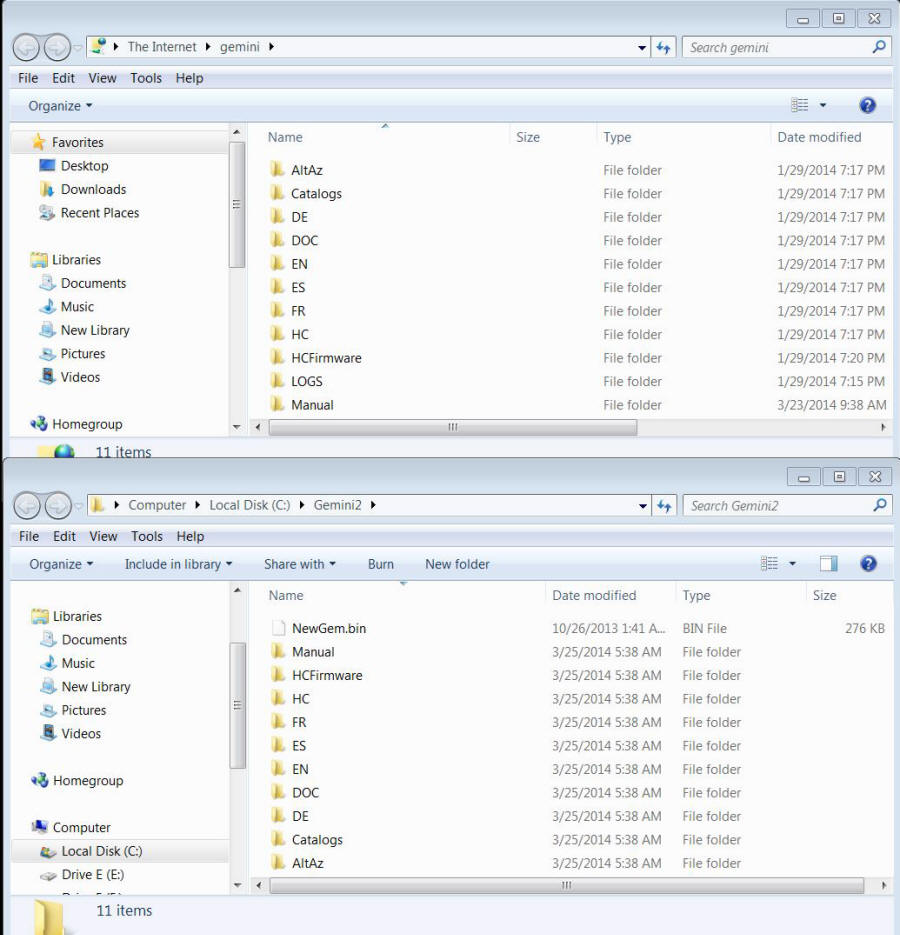 The Internet gemini Search gemini
File Edit View Tools Help
Organize
Name Size Type Date modified
Favorites
Desktop
Downloads
Recent Places
Libraries
Documents
Music
New Library
Pictures
Videos
Homegroup
AltAz File folder 1/29/2014 7:17 PM
Catalogs File folder 1/29/2014 7:17 PM
DE File folder 1/29/2014 7:17 PM
DOC File folder 1/29/2014 7:17 PM
EN File folder 1/29/2014 7:17 PM
ES File folder 1/29/2014 7:17 PM
FR File folder 1/29/2014 7:17 PM
HC File folder 1/29/2014 7:17 PM
HCFirmware File folder 1/29/2014 7:20 PM
LOGS File folder 1/29/2014 7:15 PM
Manual File folder 3/23/2014 9:38 AM
11 items
Computer Local Disk (C:) Gemini2 Search Gemini2
File Edit View Tools Help
Organize Include in library Share with Burn New folder
Name Date modified Type Size
Libraries
Documents
Music
New Library
Pictures
Videos
Homegroup
Computer
Local Disk (C:)
Drive E (E:)
NewGem.bin 10/26/2013 1:41 A... BIN File 276 KB
Manual 3/25/2014 5:38 AM File folder
HCFirmware 3/25/2014 5:38 AM File folder
HC 3/25/2014 5:38 AM File folder
FR 3/25/2014 5:38 AM File folder
ES 3/25/2014 5:38 AM File folder
EN 3/25/2014 5:38 AM File folder
DOC 3/25/2014 5:38 AM File folder
DE 3/25/2014 5:38 AM File folder
Catalogs 3/25/2014 5:38 AM File folder
AltAz 3/25/2014 5:38 AM File folder
11 items